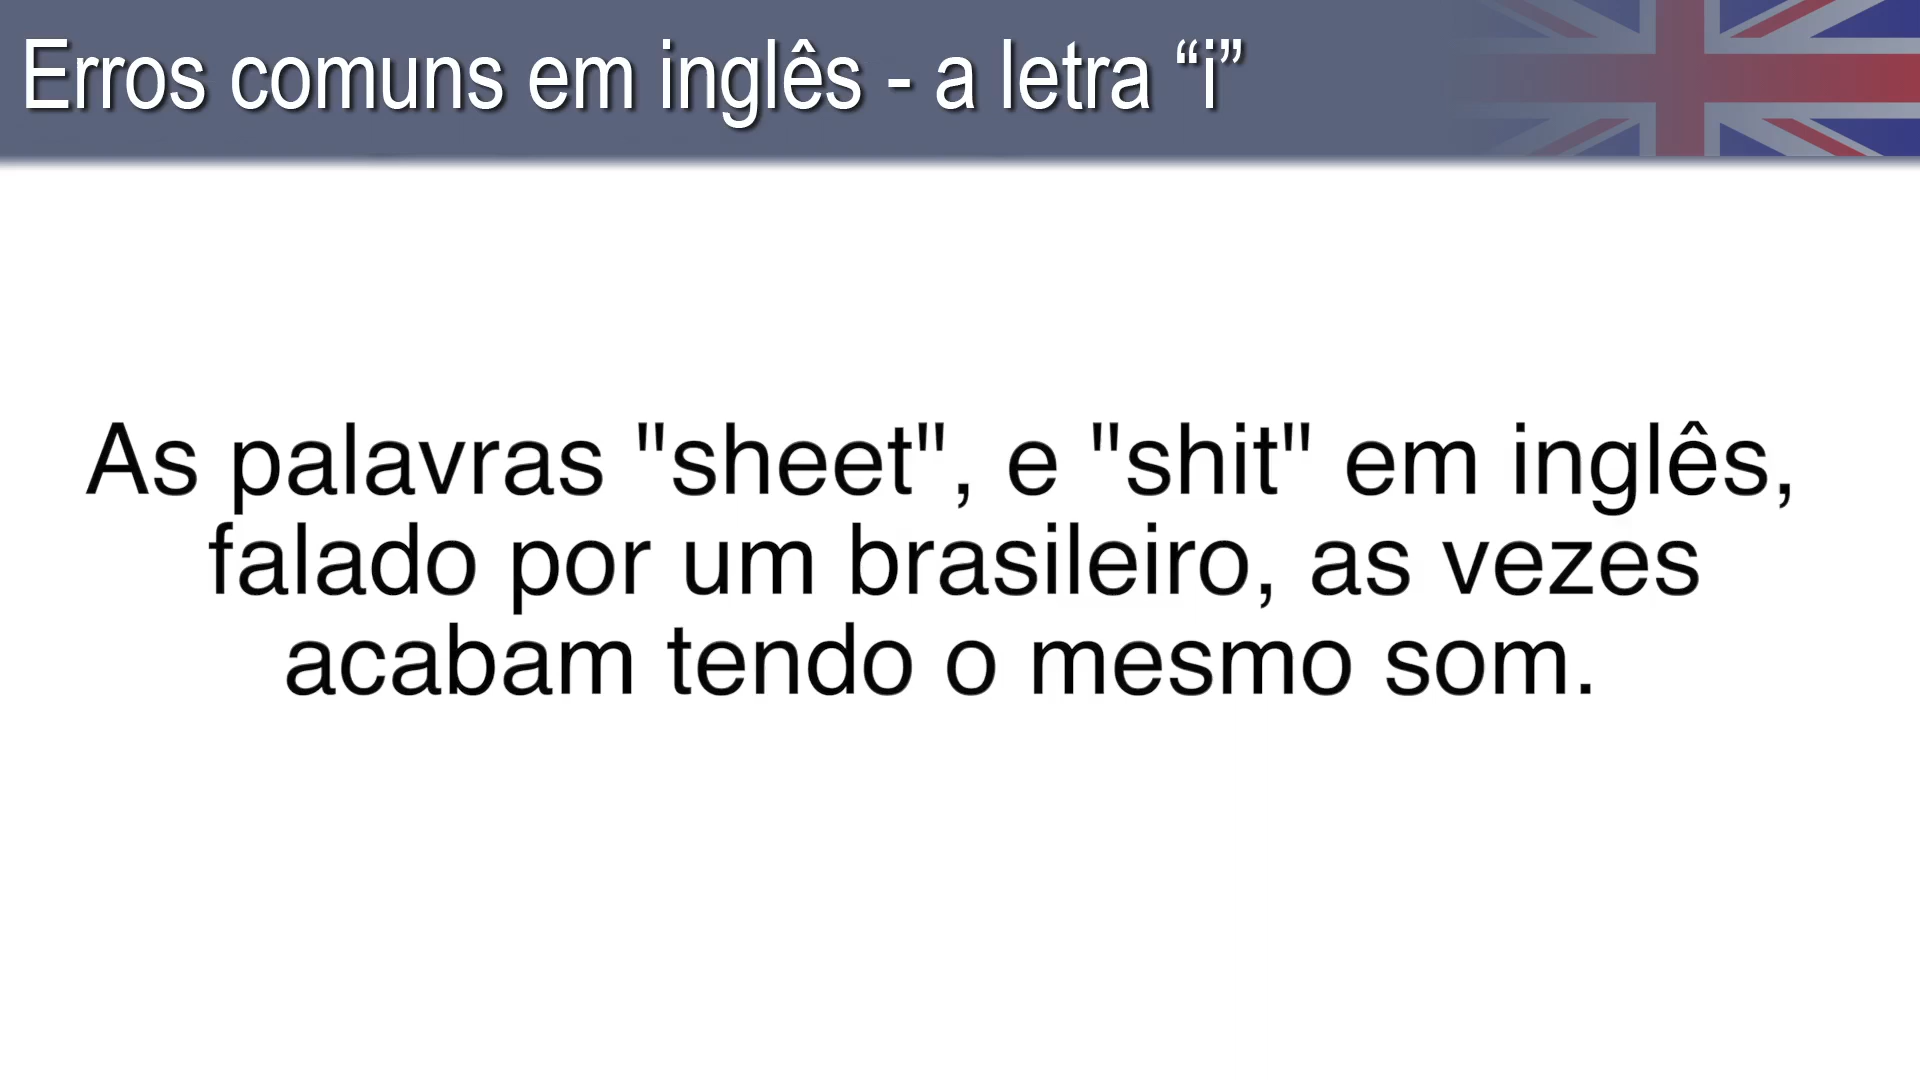 Erros comuns em inglês - a letra “i”
As palavras "sheet", e "shit" em inglês,
falado por um brasileiro, as vezes
acabam tendo o mesmo som.